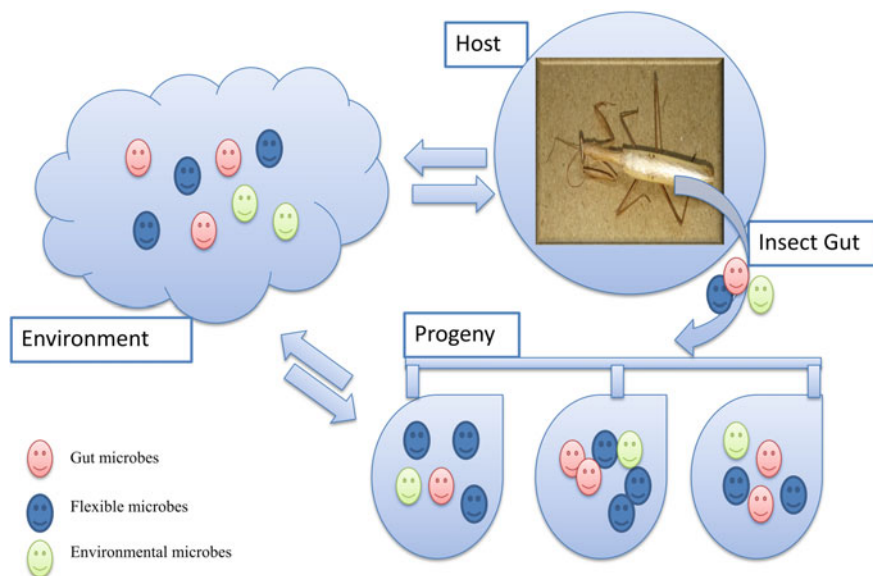 Host
Insect Gut
Environment
Progeny
Gut microbes
Flexible microbes
Environmental microbes